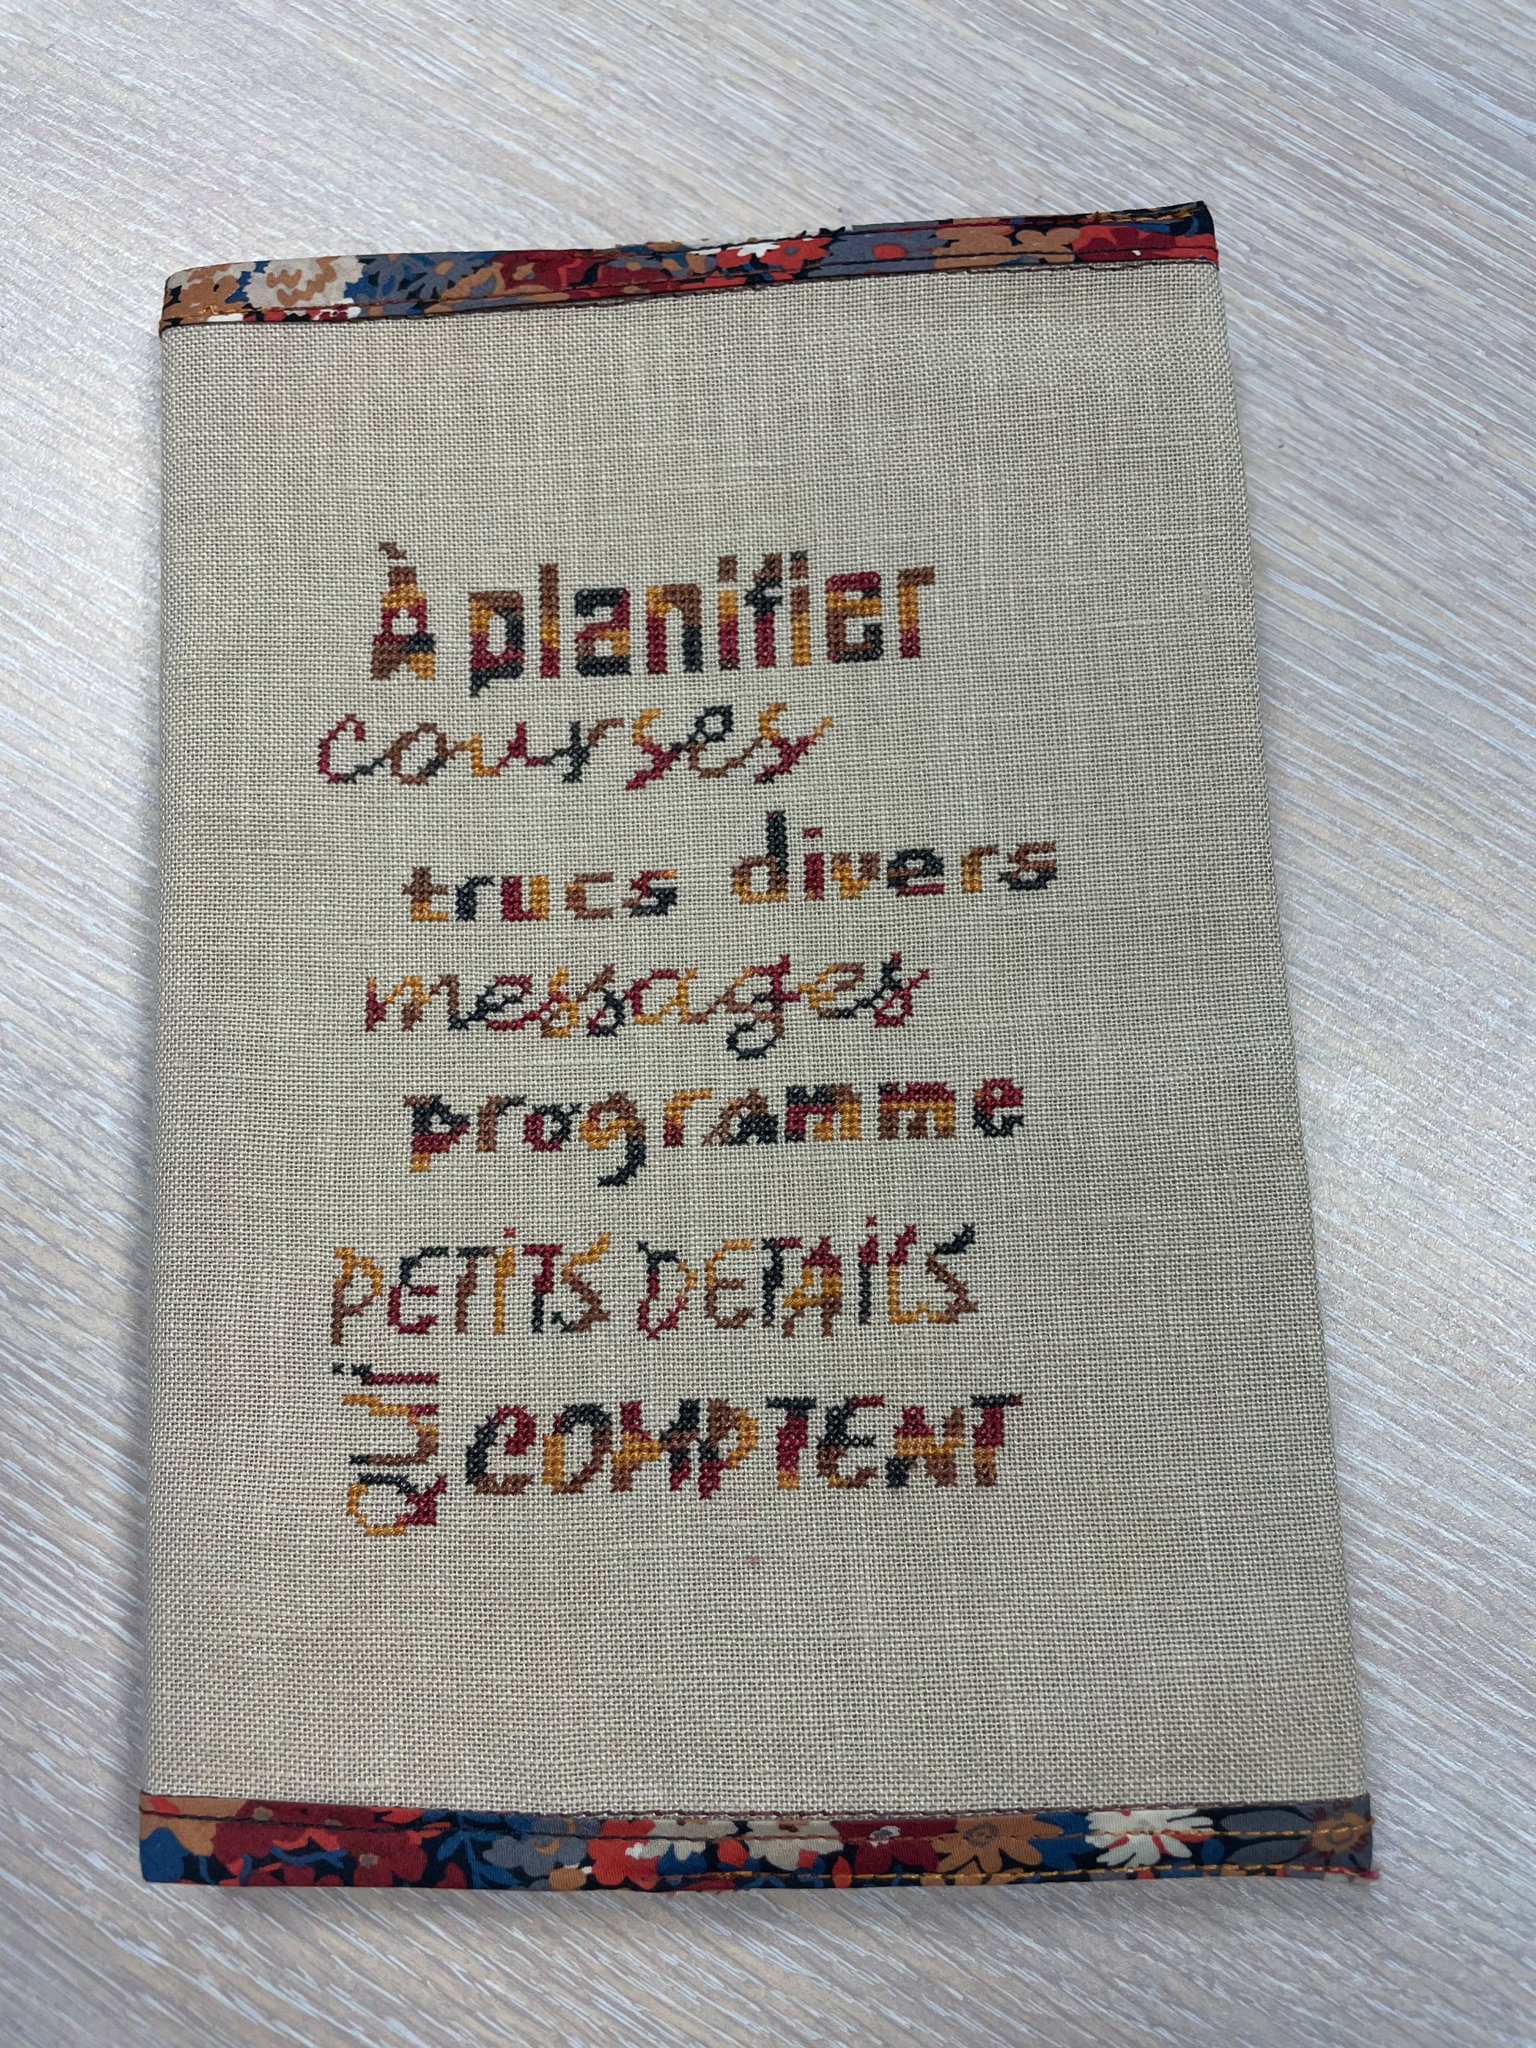 À planifier
courses
trucs divers
messages
programme
PETiTS DETAiLS
qui COMPTENT